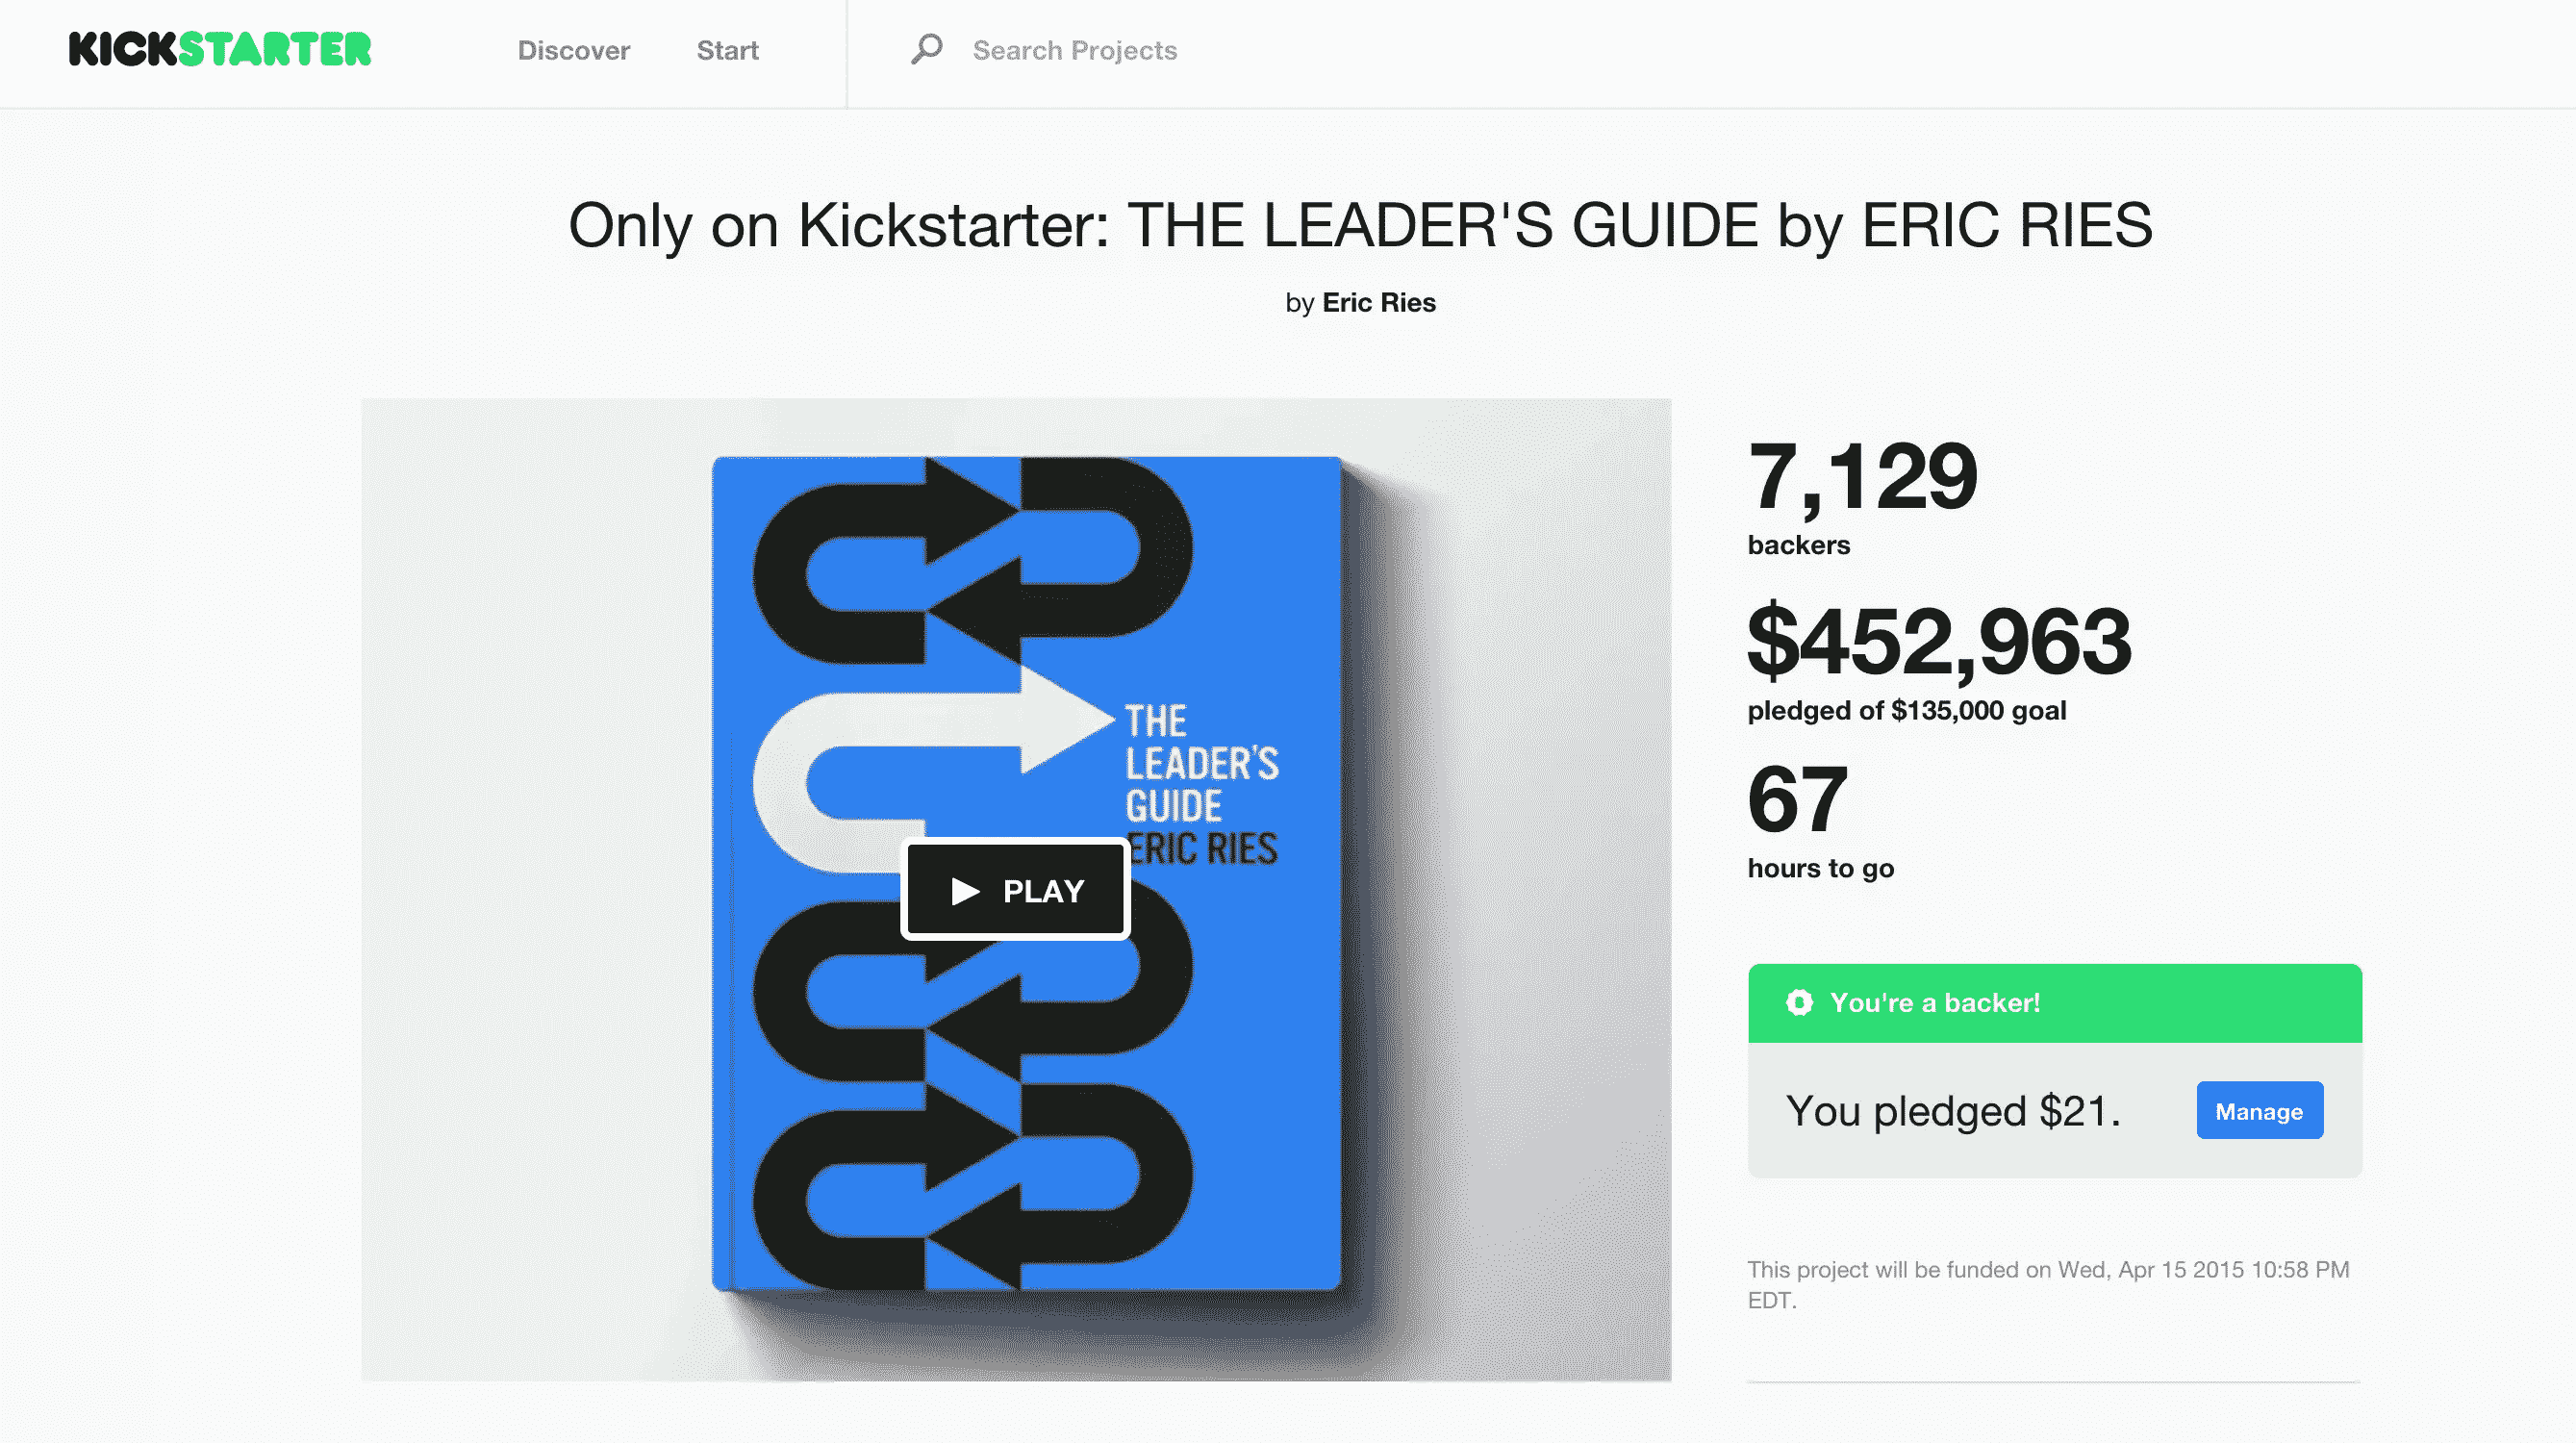 KICKSTARTER
Discover
Start
Search Projects
Only on Kickstarter: THE LEADER'S GUIDE by ERIC RIES
by Eric Ries
THE
LEADER'S
GUIDE
ERIC RIES
PLAY
7,129
backers
$452,963
pledged of $135,000 goal
67
hours to go
You're a backer!
You pledged $21.
Manage
This project will be funded on Wed, Apr 15 2015 10:58 PM
EDT.